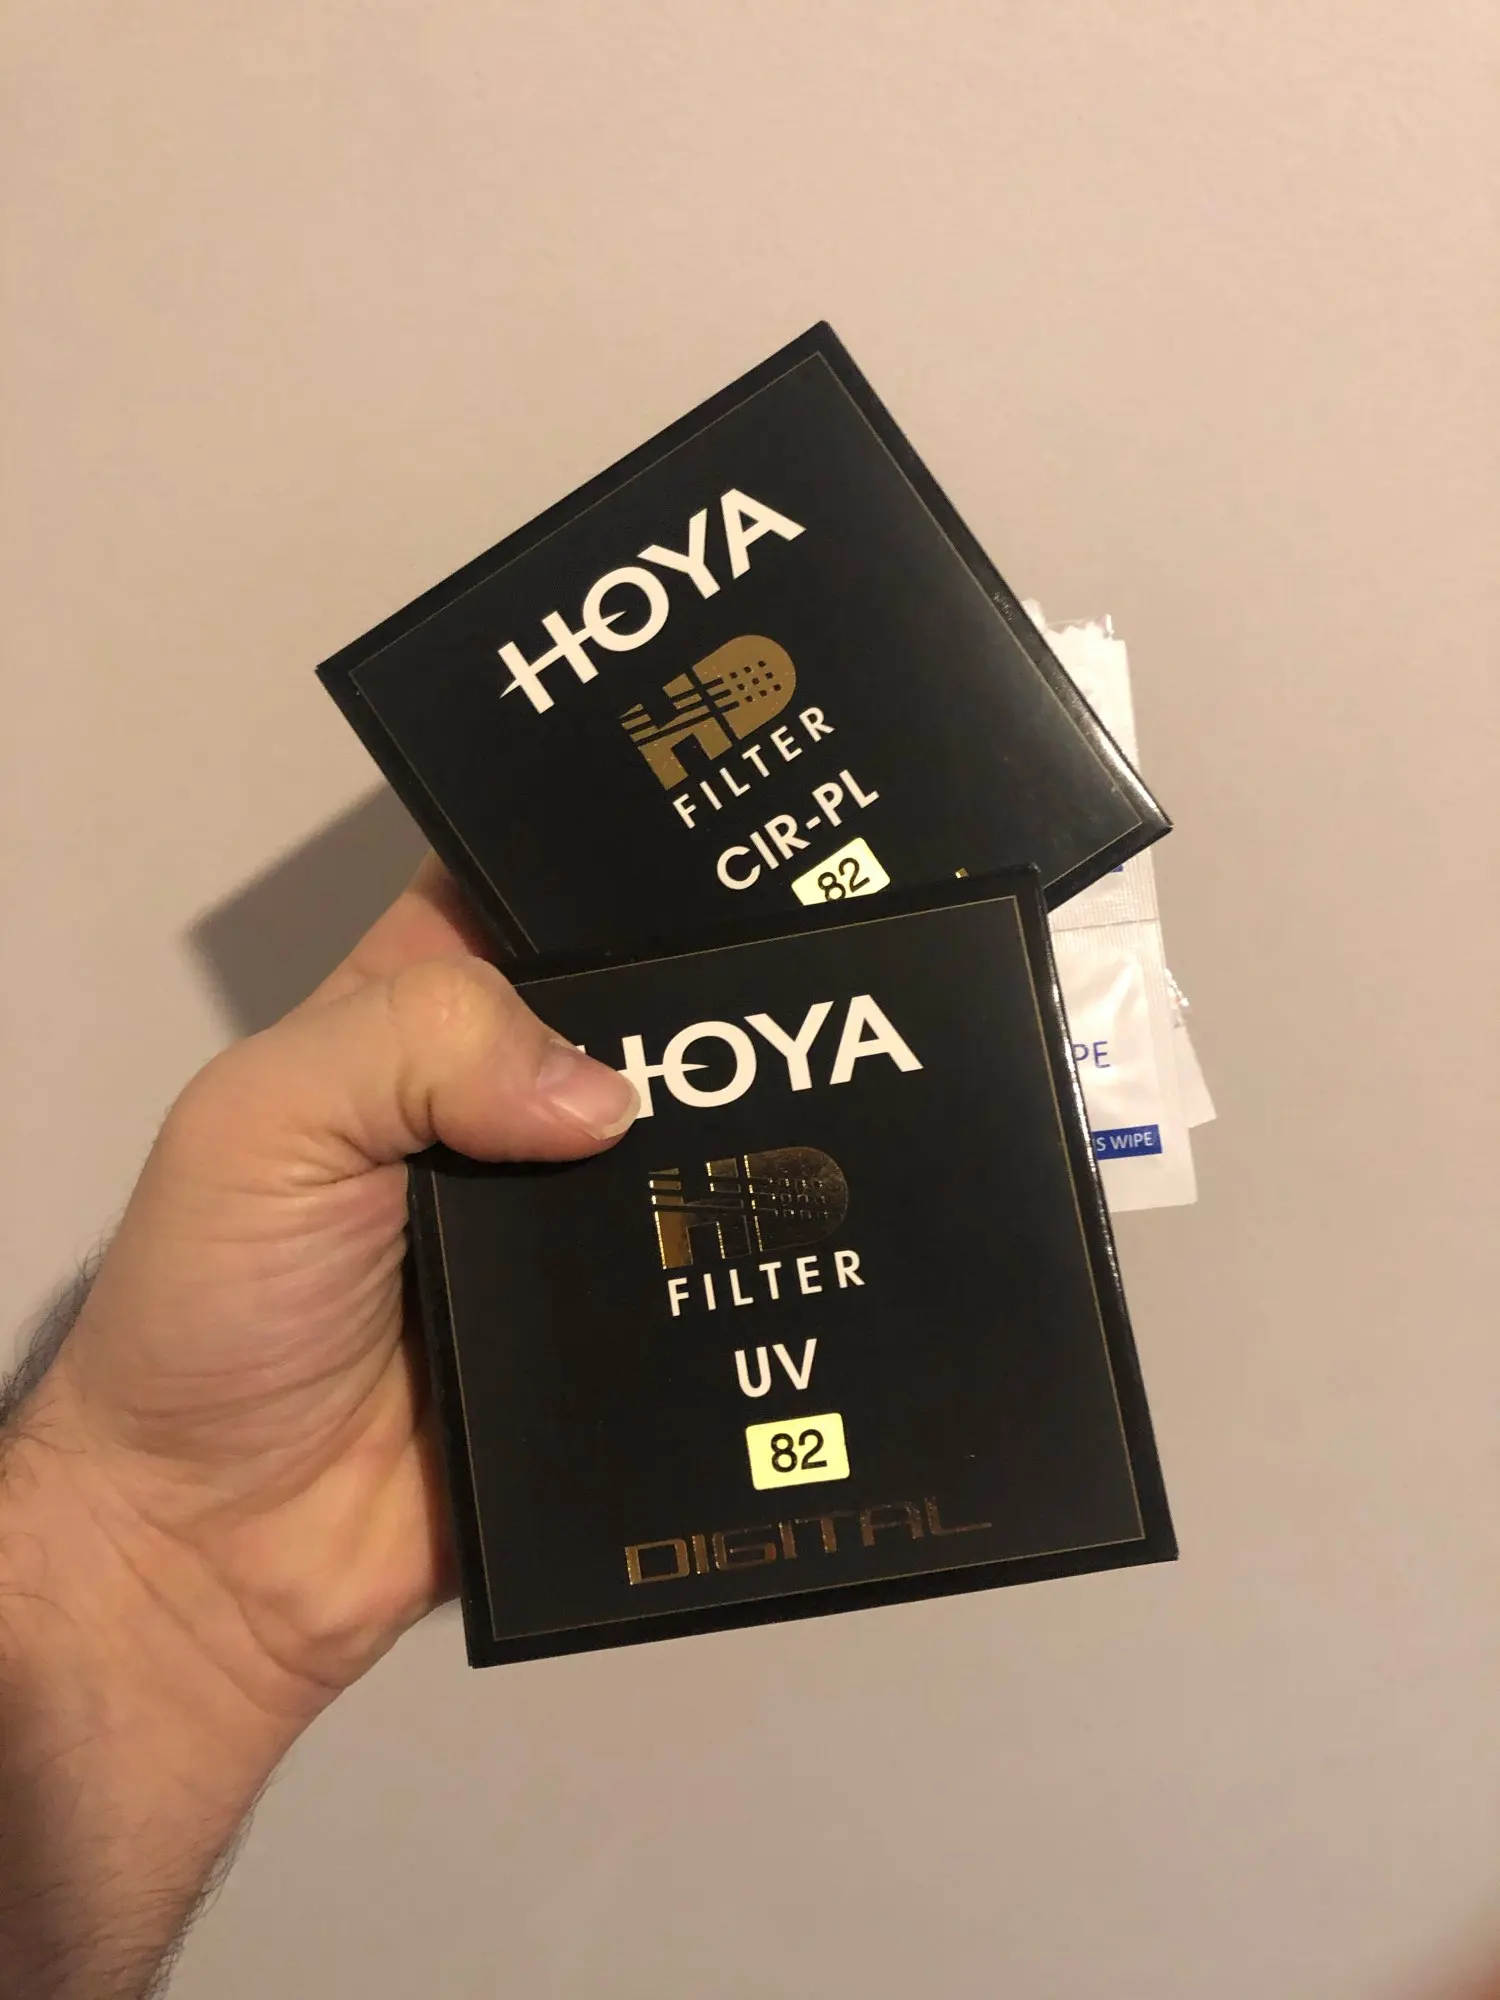 HOYA
HD
FILTER
CIR-PL
82
HOYA
HD
FILTER
UV
82
DIGITAL
PE
S WIPE